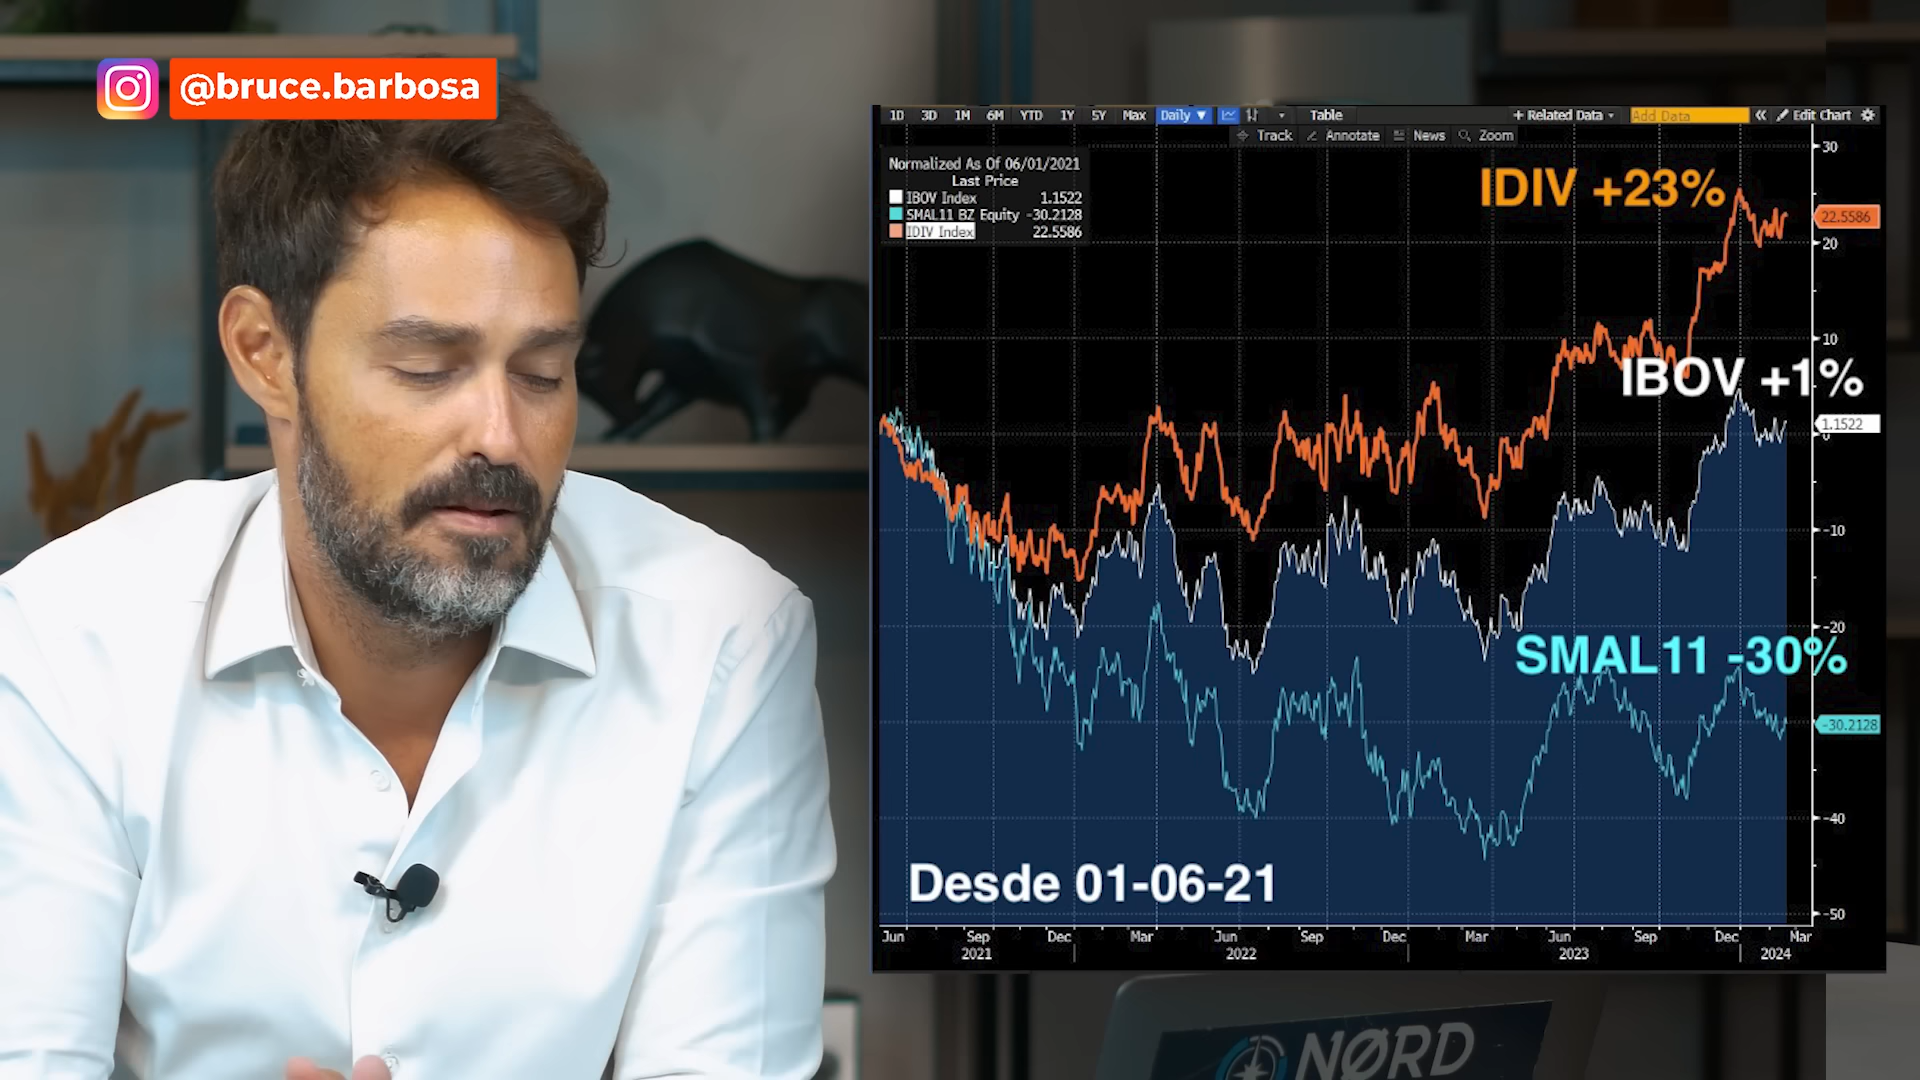 @bruce.barbosa
1D 3D 1M 6M YTD 1Y 5Y Max Daily ▼ Table + Related Data Add Data « Edit Chart
Track Annotate News Zoom
Normalized As Of 06/01/2021
Last Price
IBOV Index 1.1522
SMAL11 BZ Equity -30.2128
IDIV Index 22.5586
IDIV +23%
IBOV +1%
SMAL11 -30%
Desde 01-06-21
30
22.5586
20
10
1.1522
0
-10
-20
-30.2128
-40
-50
Jun Sep Dec Mar Jun Sep Dec Mar Jun Sep Dec Mar
2021 2022 2023 2024
NØRD